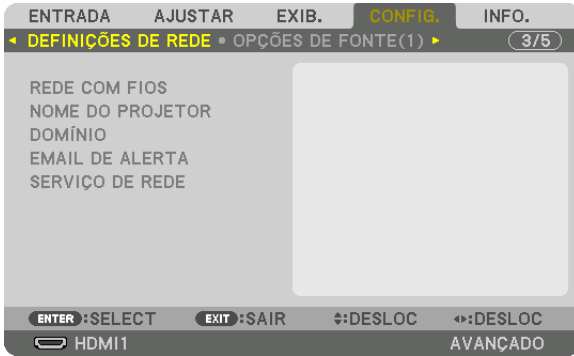 ENTRADA AJUSTAR EXIB. CONFIG. INFO.
◂ DEFINIÇÕES DE REDE • OPÇÕES DE FONTE(1) ▸ 3/5
REDE COM FIOS
NOME DO PROJETOR
DOMÍNIO
EMAIL DE ALERTA
SERVIÇO DE REDE
ENTER :SELECT EXIT :SAIR :DESLOC :DESLOC
HDMI1 AVANÇADO